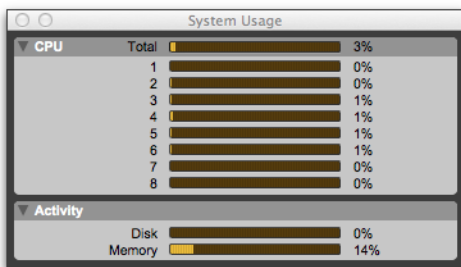 System Usage
CPU Total 3%
1 0%
2 0%
3 1%
4 1%
5 1%
6 1%
7 0%
8 0%
Activity
Disk 0%
Memory 14%